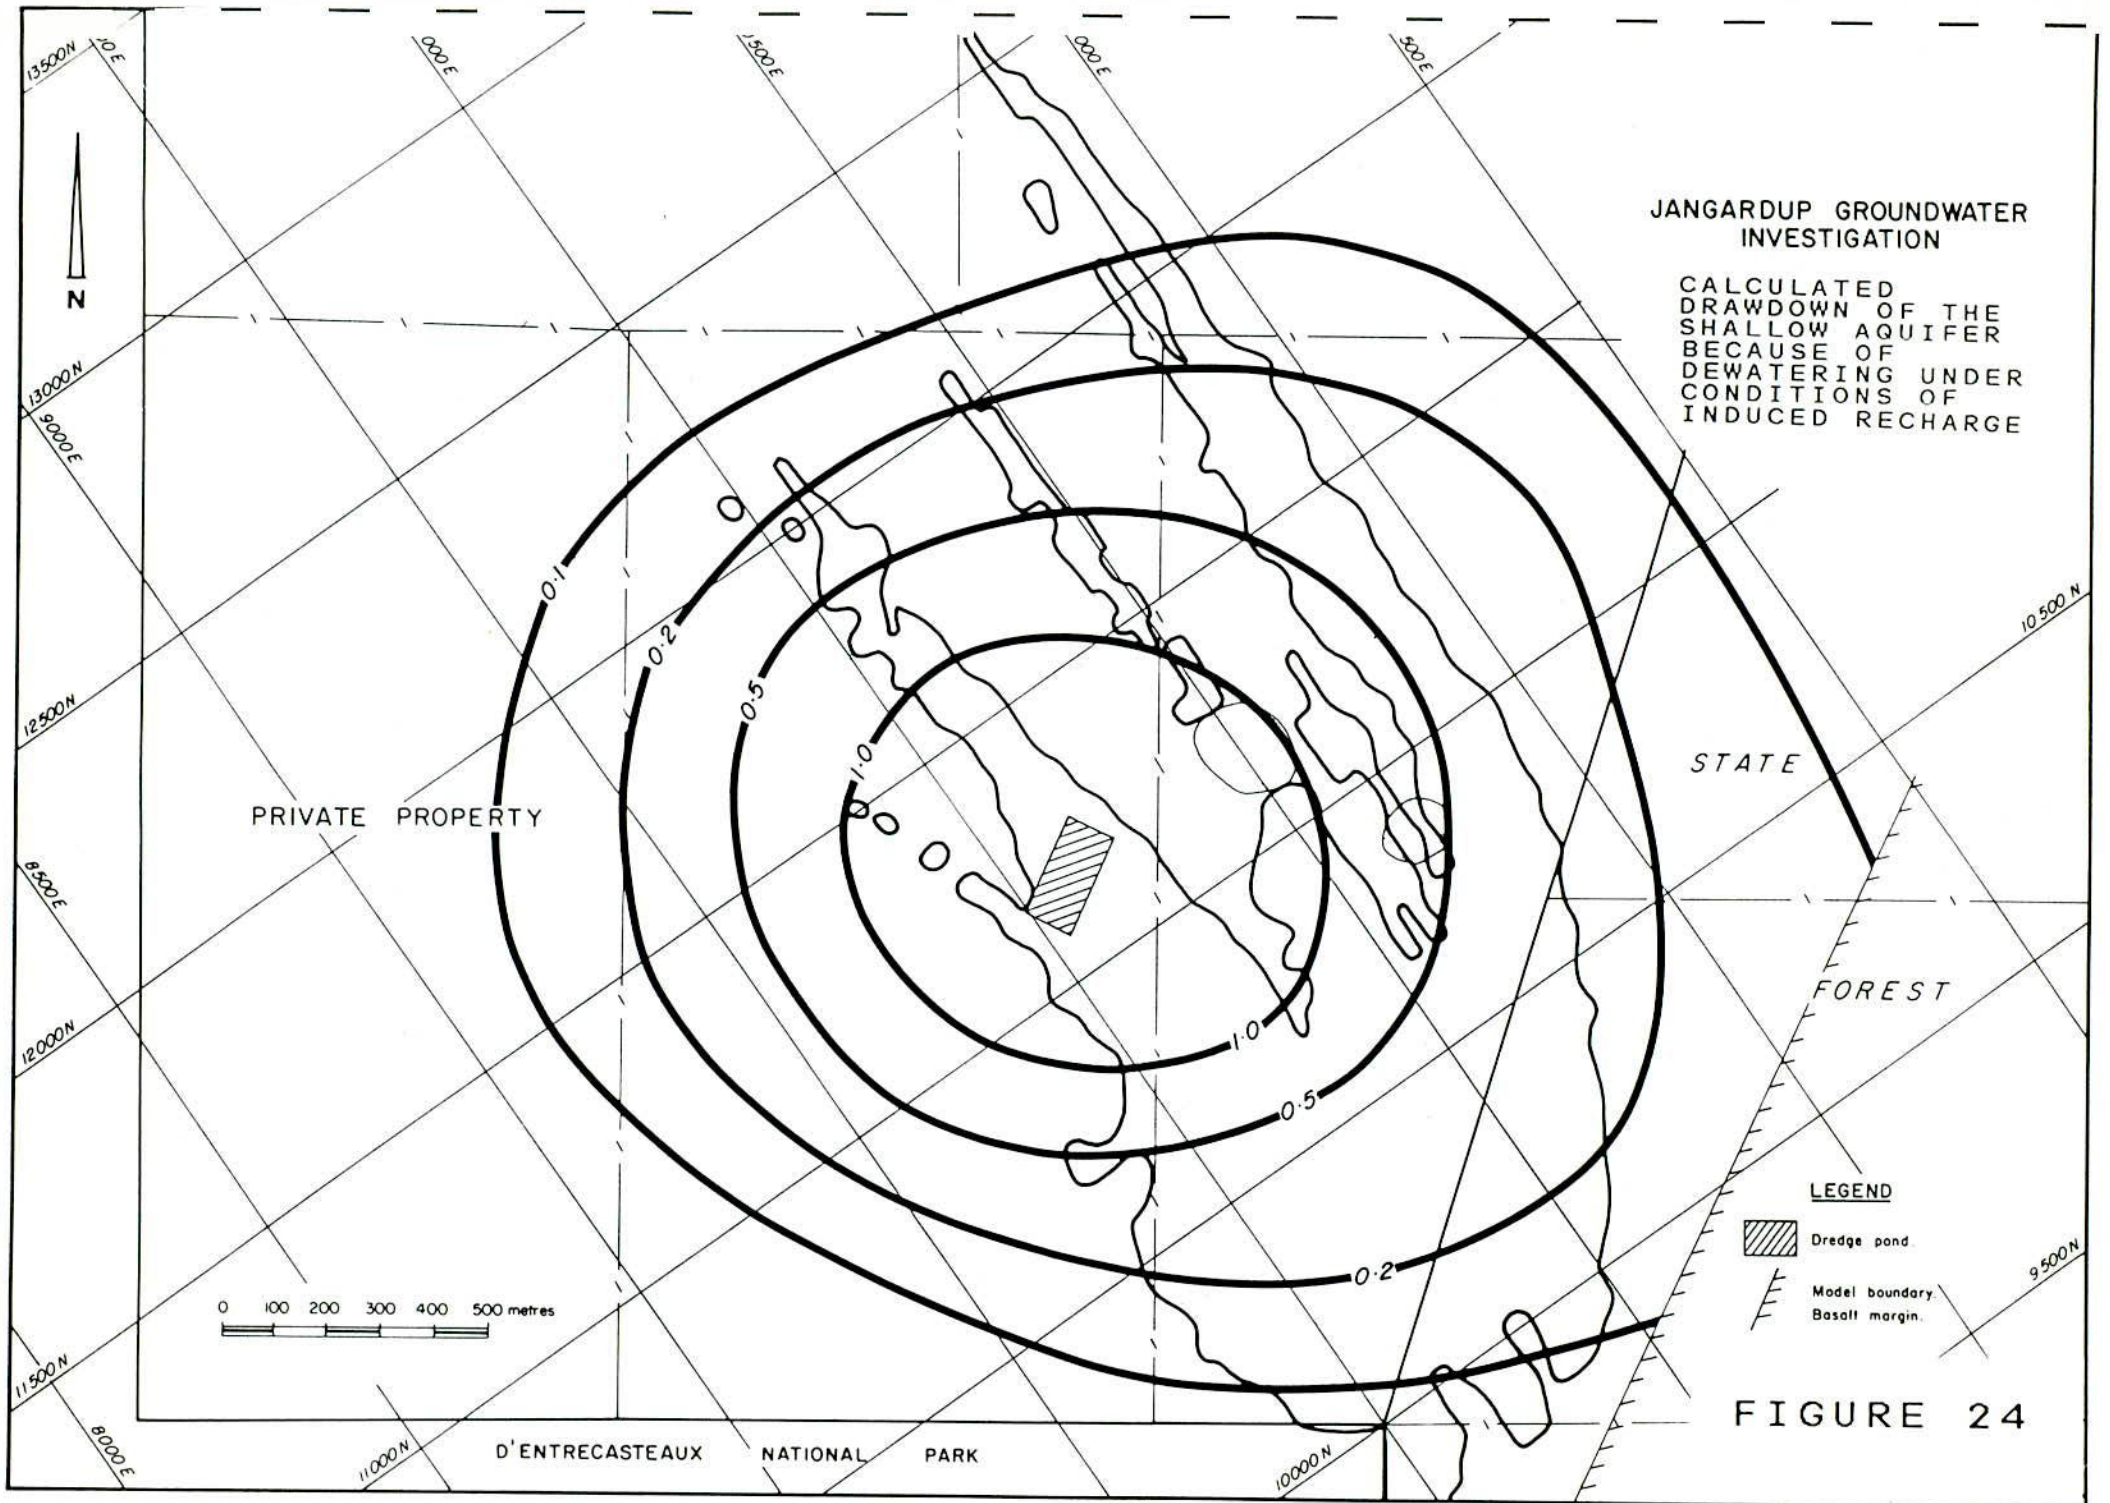 13500N
00E
000E
1500E
000E
500E
N
JANGARDUP GROUNDWATER
INVESTIGATION
CALCULATED
DRAWDOWN OF THE
SHALLOW AQUIFER
BECAUSE OF
DEWATERING UNDER
CONDITIONS OF
INDUCED RECHARGE
13000N
9000E
0.1
0.2
0.5
1.0
10500N
12500N
STATE
PRIVATE PROPERTY
8500E
FOREST
12000N
1.0
0.5
0.2
LEGEND
Dredge pond.
Model boundary.
Basalt margin.
9500N
0 100 200 300 400 500 metres
11500N
8000E
11000N
D'ENTRECASTEAUX NATIONAL PARK
10000N
FIGURE 24